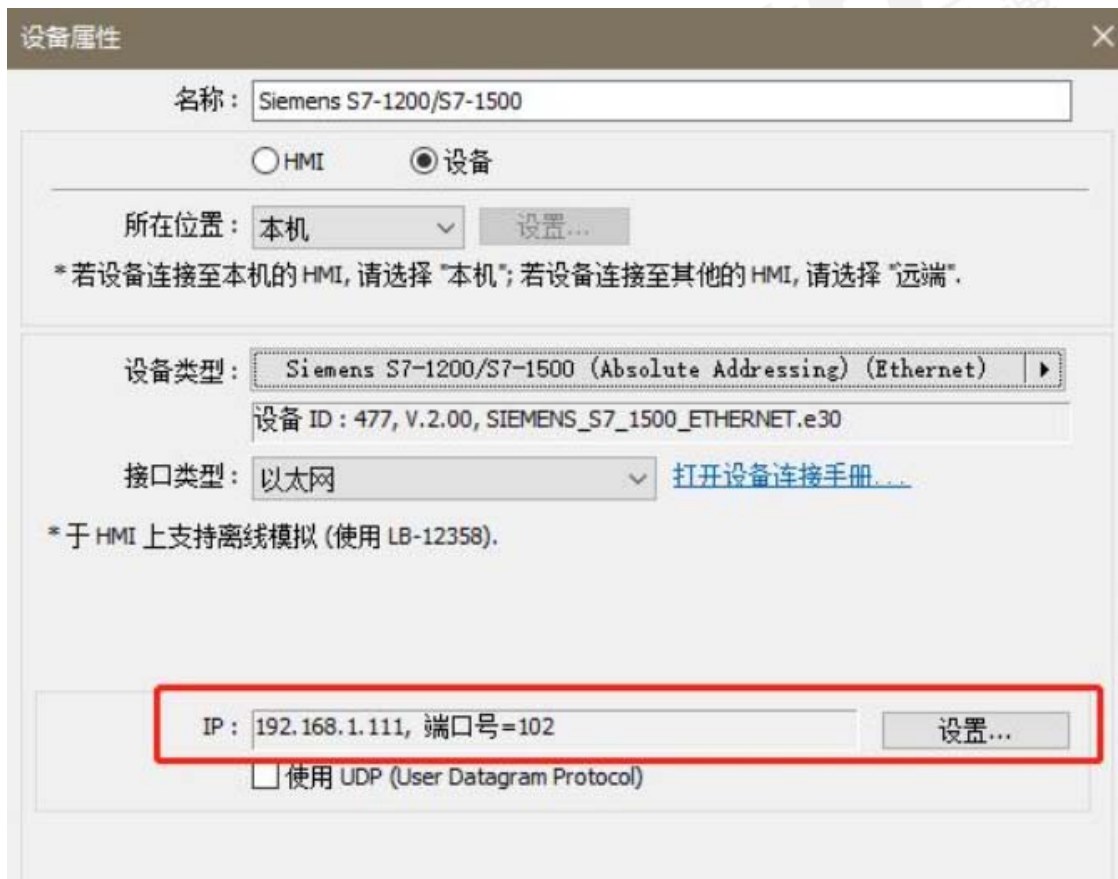 设备属性
名称： Siemens S7-1200/S7-1500
HMI 设备
所在位置： 本机 设置...
*若设备连接至本机的 HMI, 请选择 "本机"; 若设备连接至其他的 HMI, 请选择 "远端".
设备类型： Siemens S7-1200/S7-1500 (Absolute Addressing) (Ethernet)
设备 ID : 477, V.2.00, SIEMENS_S7_1500_ETHERNET.e30
接口类型： 以太网 打开设备连接手册...
*于 HMI 上支持离线模拟 (使用 LB-12358).
IP： 192.168.1.111, 端口号=102 设置...
使用 UDP (User Datagram Protocol)